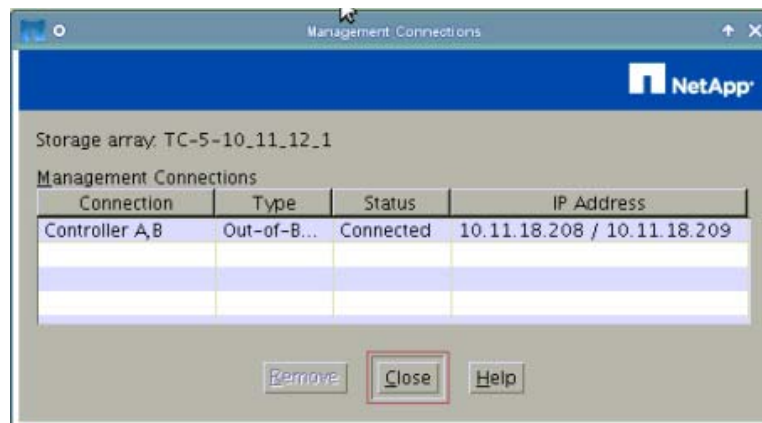 Management Connections
NetApp
Storage array: TC-5-10_11_12_1
Management Connections
Connection Type Status IP Address
Controller A,B Out-of-B... Connected 10.11.18.208 / 10.11.18.209
Remove Close Help